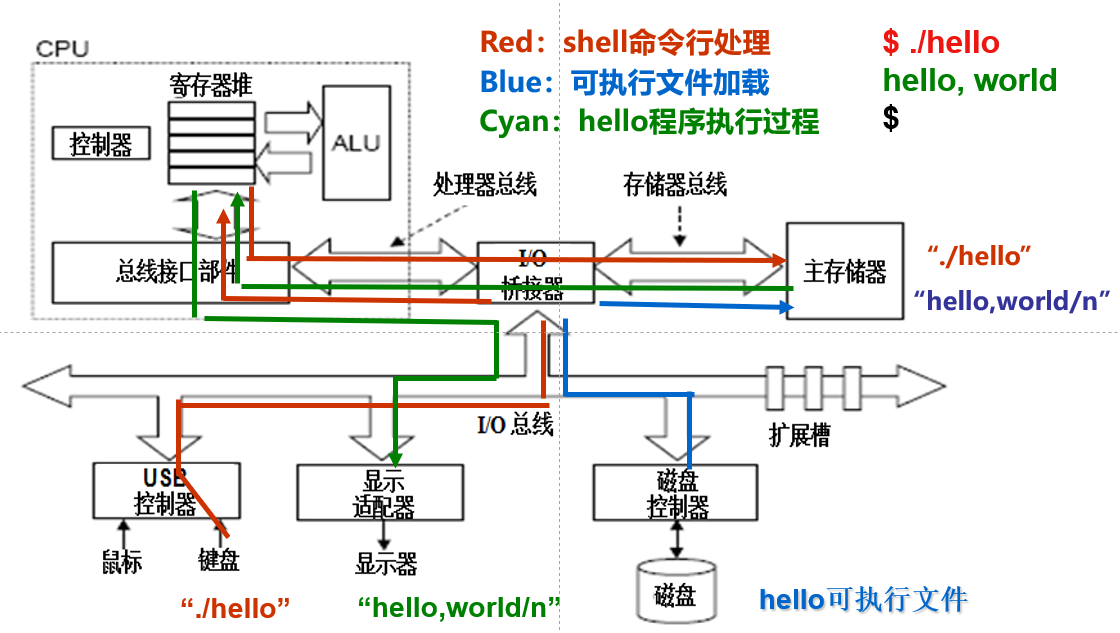 CPU
Red：shell命令行处理
$ ./hello
Blue：可执行文件加载
hello, world
Cyan：hello程序执行过程
$
寄存器堆
控制器
ALU
处理器总线
存储器总线
总线接口部件
I/O
桥接器
主存储器
“./hello”
“hello,world/n”
I/O 总线
扩展槽
USB
控制器
显示
适配器
磁盘
控制器
鼠标
键盘
显示器
磁盘
“./hello”
“hello,world/n”
hello可执行文件